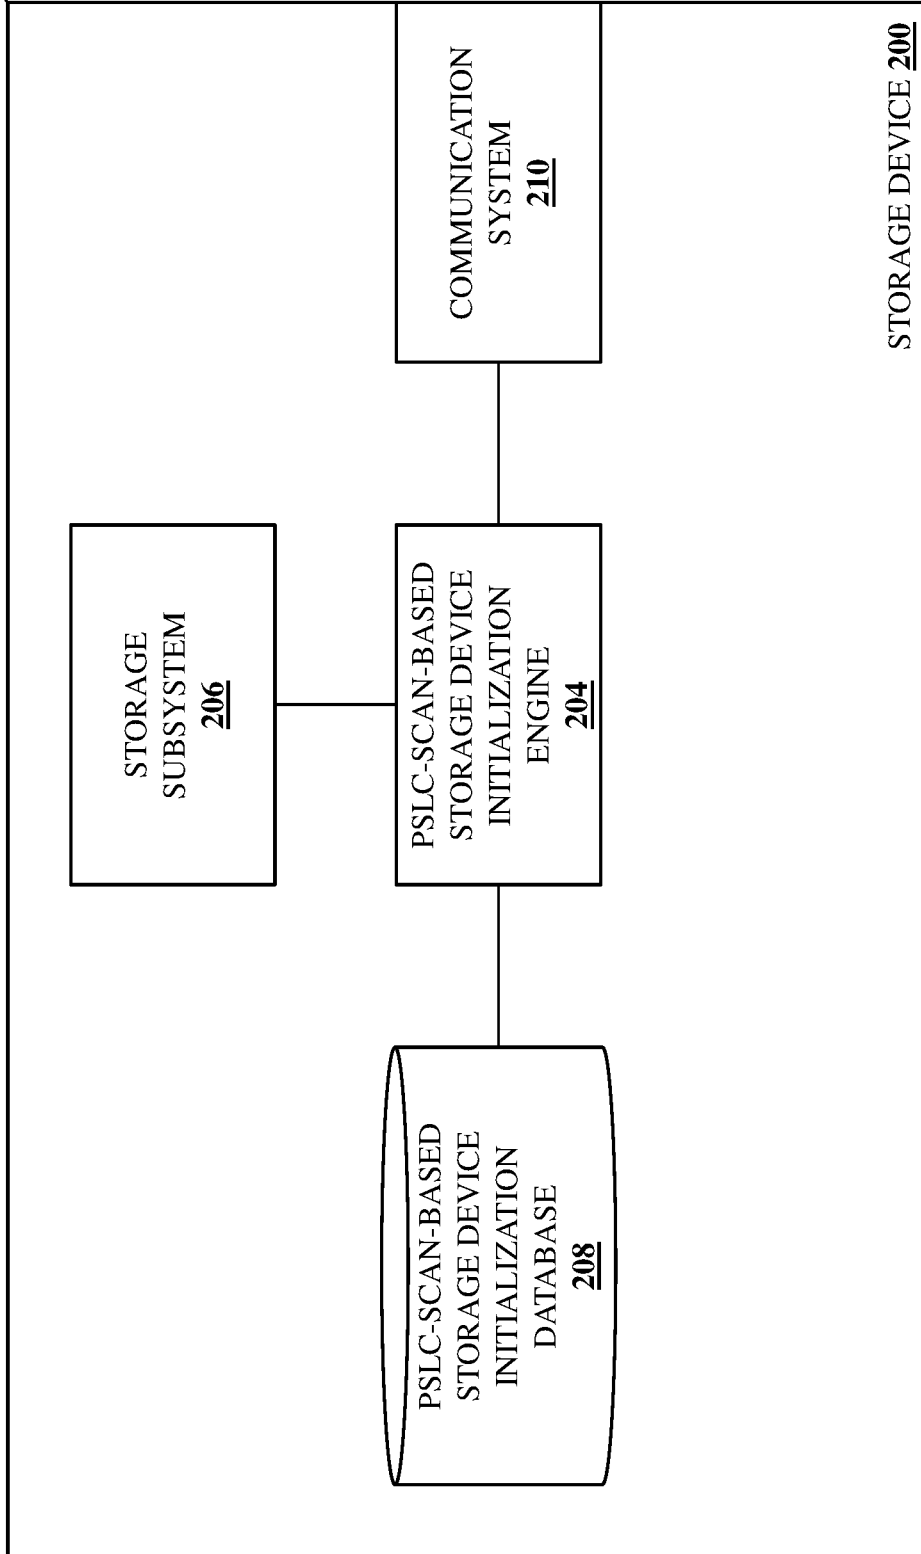 STORAGE
SUBSYSTEM
206
PSLC-SCAN-BASED
STORAGE DEVICE
INITIALIZATION
DATABASE
208
PSLC-SCAN-BASED
STORAGE DEVICE
INITIALIZATION
ENGINE
204
COMMUNICATION
SYSTEM
210
STORAGE DEVICE 200